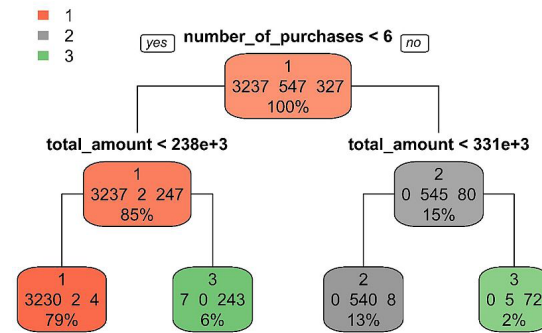 1
2
3
yes number_of_purchases < 6 no
1
3237 547 327
100%
total_amount < 238e+3 total_amount < 331e+3
1
3237 2 247
85%
2
0 545 80
15%
1
3230 2 4
79%
3
7 0 243
6%
2
0 540 8
13%
3
0 5 72
2%